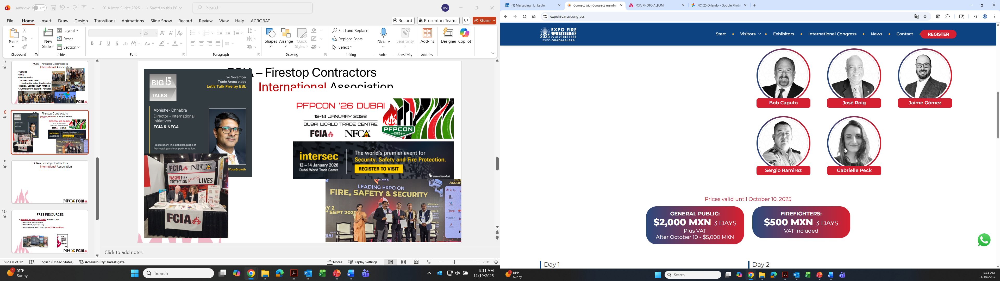 AutoSave
Off
FCIA Intro Slides 2025-... • Saved to this PC
Search
BM
File
Home
Insert
Draw
Design
Transitions
Animations
Slide Show
Record
Review
View
Help
ACROBAT
Record
Present in Teams
Share
Paste
New
Slide
Layout
Reset
Section
26
B I U S ab AV Aa A
Shapes
Arrange
Quick
Styles
Find and Replace
Replace Fonts
Select
Dictate
Sensitivity
Add-ins
Designer
Copilot
Clipboard
Slides
Font
Paragraph
Drawing
Editing
Voice
Sensitivity
Add-ins
7
FCIA – Firestop Contractors
International Association
• Canada
• India
• Middle East –
– Kuwait, Oman, Qatar
– Saudi Arabia, United Arab Emirates
• Mexico, Central/South America
• Australia/New Zealand–Far East
FCIA
8
9
FCIA – Firestop Contractors
International Association
NFCA FCIA
10
FREE RESOURCES
• Info@FCIA.org - REQUEST FREE STUFF
• FREE Life Safety Digest
• FREE MOP, if you Qualify....
• Firestopping DIIM™ Story - www.FCIA.org/About
NFCA FCIA
– Firestop Contractors
International Association
BIG 5
TALKS
26 November
Trade Arena stage
Let's Talk Fire by ESL
Abhishek Chhabra
Director - International
Initiatives
FCIA & NFCA
Presentation: The global language of
firestopping and compartmentation
YourGrowth
PFPCON '26 DUBAI
12-14 JANUARY 2026
DUBAI WORLD TRADE CENTRE
FCIA NFCA
PFPCON
-2026-
intersec
12 – 14 January 2026
Dubai World Trade Centre
The world's premier event for
Security, Safety and Fire Protection.
REGISTER TO VISIT
messe frankfurt
FCIA NFCA
PASSIVE FIRE
PROTECTION saves LIVES
FCIA
LEADING EXPO ON
FIRE, SAFETY & SECURITY
Y 2
SEPT 202
SAI
Click to add notes
Slide 8 of 12
English (United States)
Accessibility: Investigate
Notes
Display Settings
78%
51°F
Sunny
Search
9:11 AM
11/19/2025
(1) Messaging | LinkedIn
Connect with Congress membe
FCIA PHOTO ALBUM
FIC '25 Orlando - Google Photo
expofire.mx/congress
EXPO FIRE
& SAFETY MX
2025 27 AL 29 OCTUBRE
EXPO GUADALAJARA
Start • Visitors • Exhibitors • International Congress • News • Contact
REGISTER
Bob Caputo
José Roig
Jaime Gómez
Sergio Ramirez
Gabrielle Peck
Prices valid until October 10, 2025
GENERAL PUBLIC:
$2,000 MXN 3 DAYS
Plus VAT
After October 10 - $5,000 MXN
FIREFIGHTERS:
$500 MXN 3 DAYS
VAT included
Day 1
Day 2
51°F
Sunny
Search
9:11 AM
11/19/2025